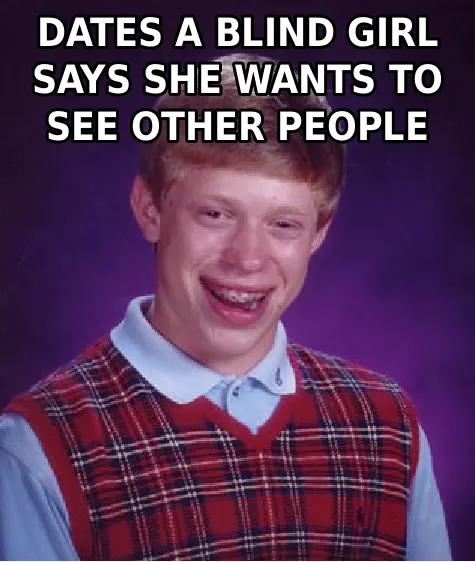 DATES A BLIND GIRL
SAYS SHE WANTS TO
SEE OTHER PEOPLE